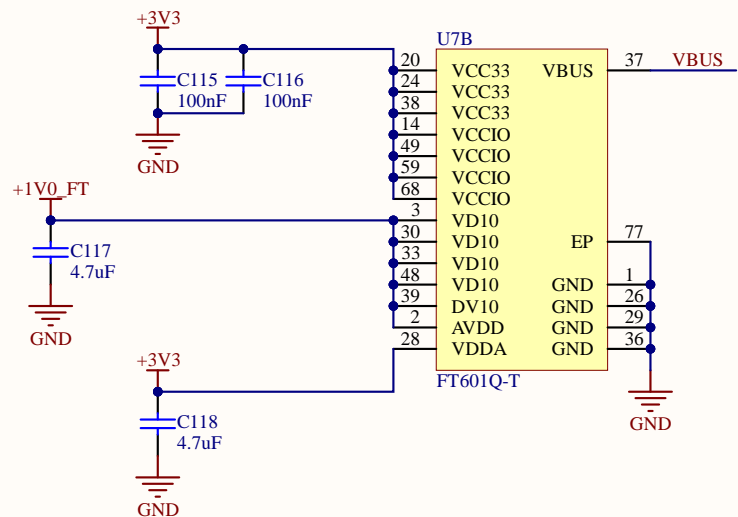 +3V3
U7B
C115
100nF
C116
100nF
GND
20 VCC33
24 VCC33
38 VCC33
14 VCCIO
49 VCCIO
59 VCCIO
68 VCCIO
3 VD10
30 VD10
33 VD10
48 VD10
39 DV10
2 AVDD
28 VDDA
VBUS 37 VBUS
EP 77
GND 1
GND 26
GND 29
GND 36
GND
+1V0_FT
C117
4.7uF
GND
FT601Q-T
+3V3
C118
4.7uF
GND